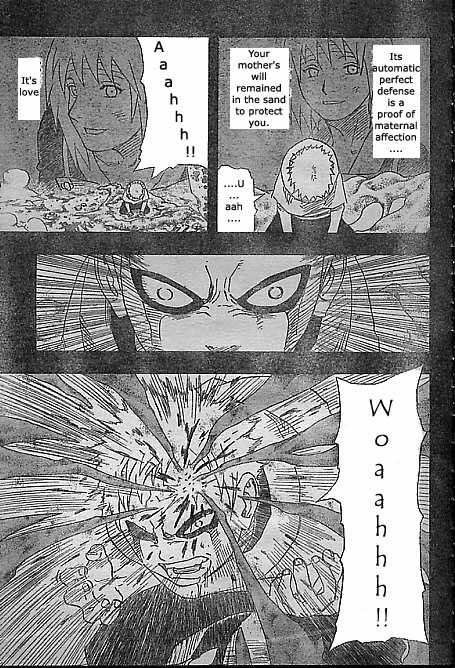 Its
automatic
perfect
defense
is a
proof of
maternal
affection
....
Your
mother's
will
remained
in the sand
to protect
you.
....U
...
aah
....
A
a
a
h
h
h
!!
It's
love
W
o
a
a
h
h
h
!!